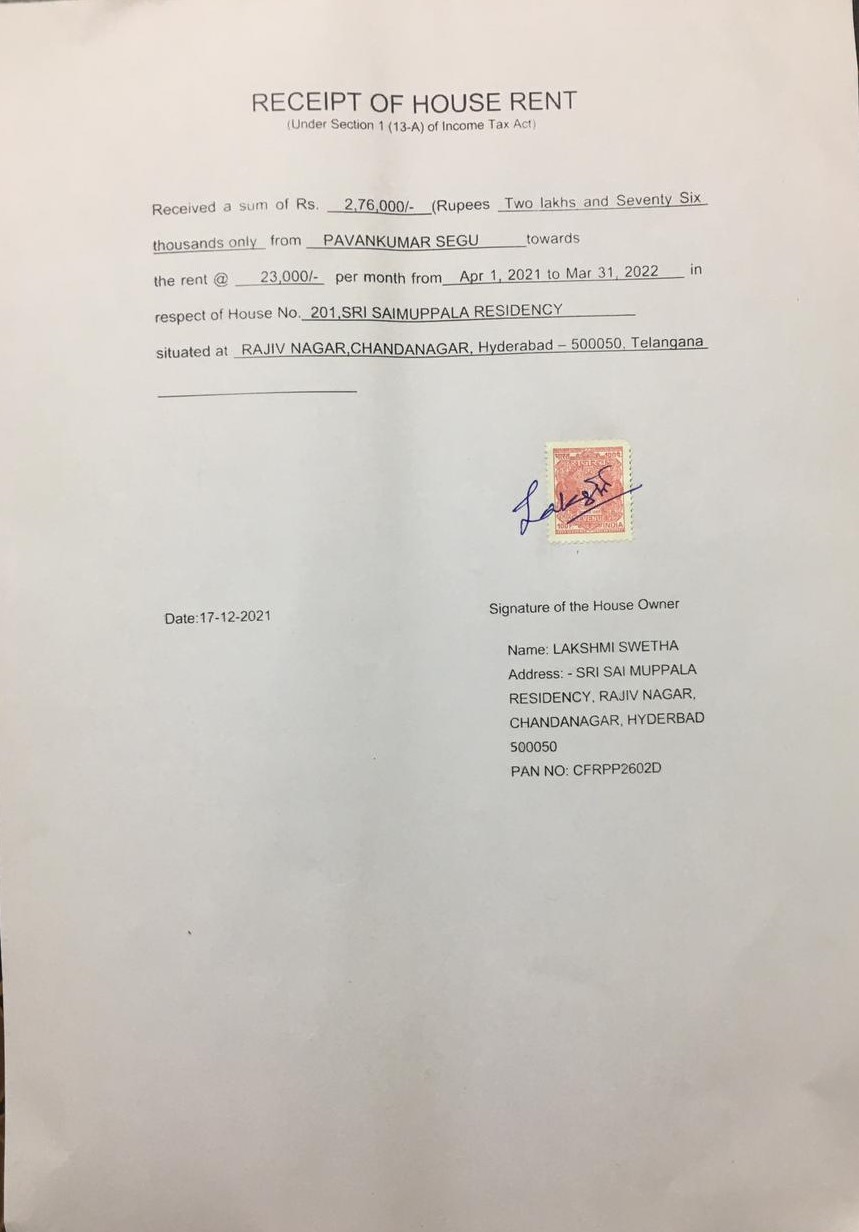 RECEIPT OF HOUSE RENT
(Under Section 1 (13-A) of Income Tax Act)
Received a sum of Rs. 2,76,000/- (Rupees Two lakhs and Seventy Six
thousands only from PAVANKUMAR SEGU towards
the rent @ 23,000/- per month from Apr 1, 2021 to Mar 31, 2022 in
respect of House No. 201,SRI SAIMUPPALA RESIDENCY
situated at RAJIV NAGAR,CHANDANAGAR, Hyderabad – 500050, Telangana
Lakshmi
INDIA
Date:17-12-2021
Signature of the House Owner
Name: LAKSHMI SWETHA
Address: - SRI SAI MUPPALA
RESIDENCY, RAJIV NAGAR,
CHANDANAGAR, HYDERBAD
500050
PAN NO: CFRPP2602D